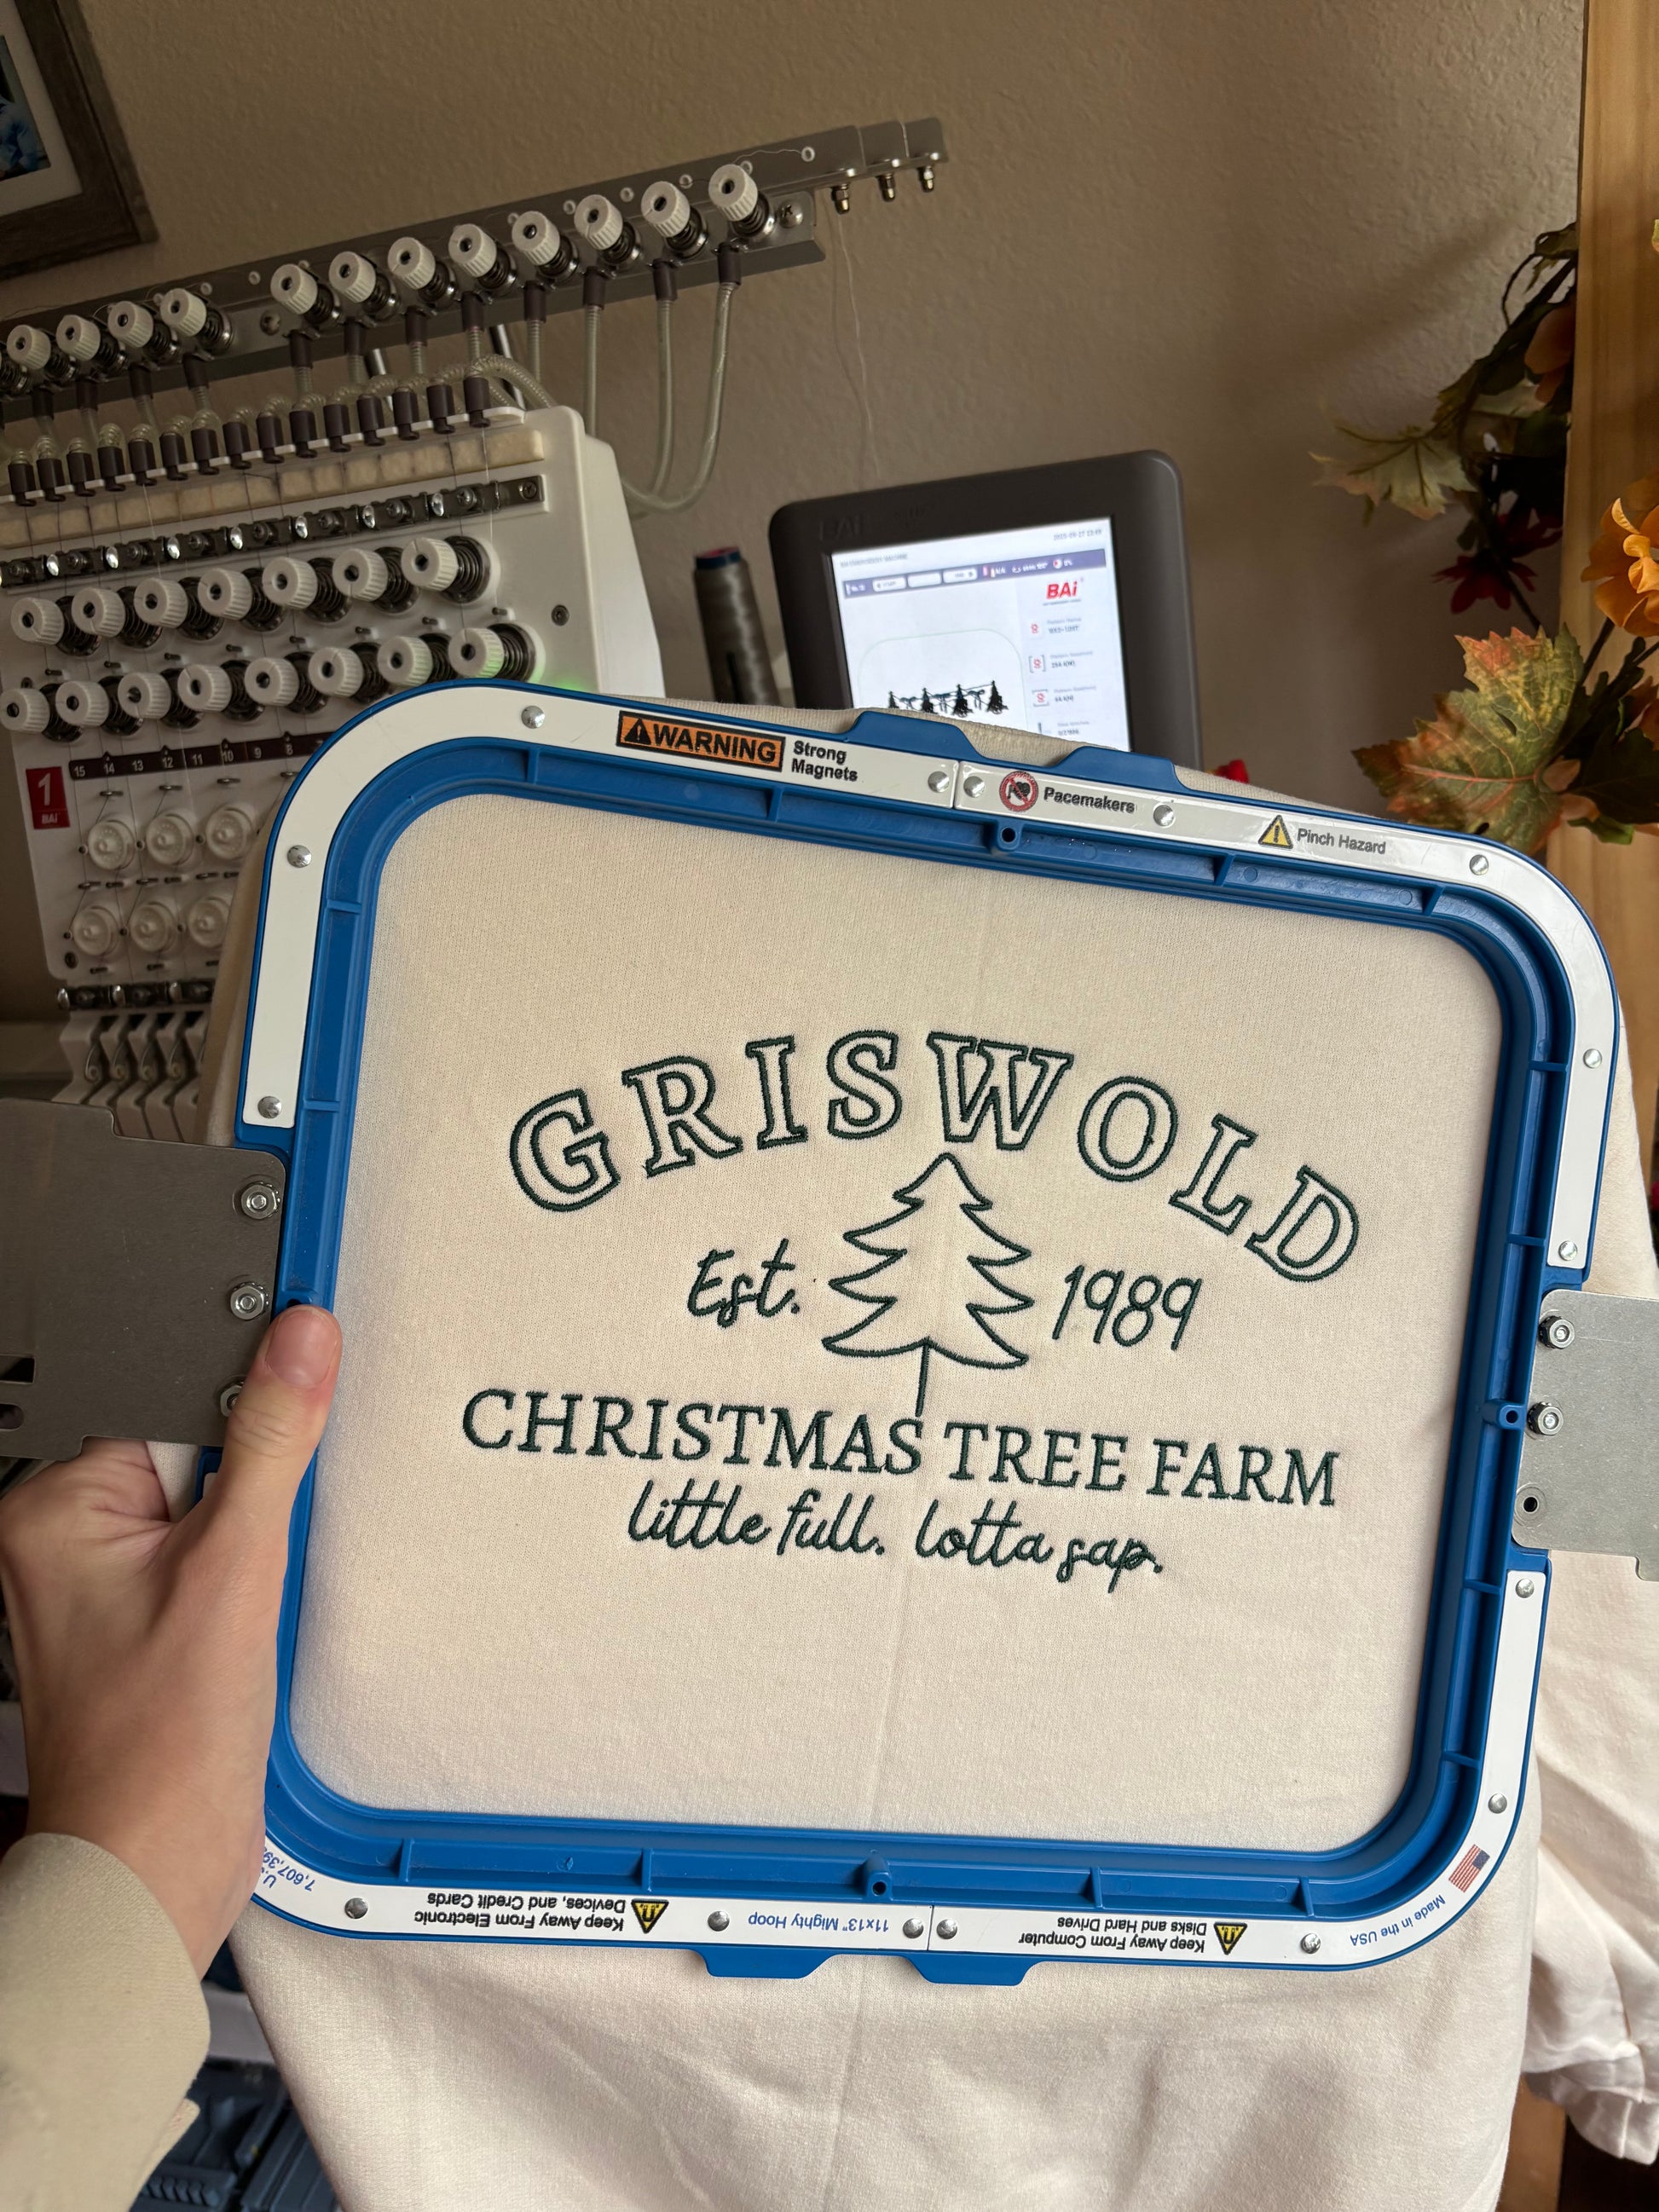 BAi
1
BAi
15 14 13 12 11 10 9 8
WARNING Strong Magnets
Pacemakers
Pinch Hazard
GRISWOLD
Est. 1989
CHRISTMAS TREE FARM
little full. lotta sap.
Keep Away From Electronic
Devices, and Credit Cards
11x13" Mighty Hoop
Keep Away From Computer
Disks and Hard Drives
Made in the USA